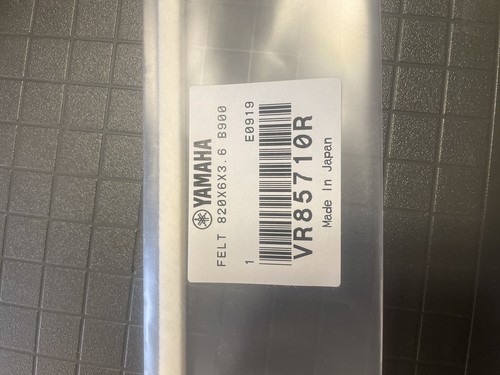 YAMAHA
FELT 820X6X3.6 B900
1 E0919
VR85710R
Made In Japan